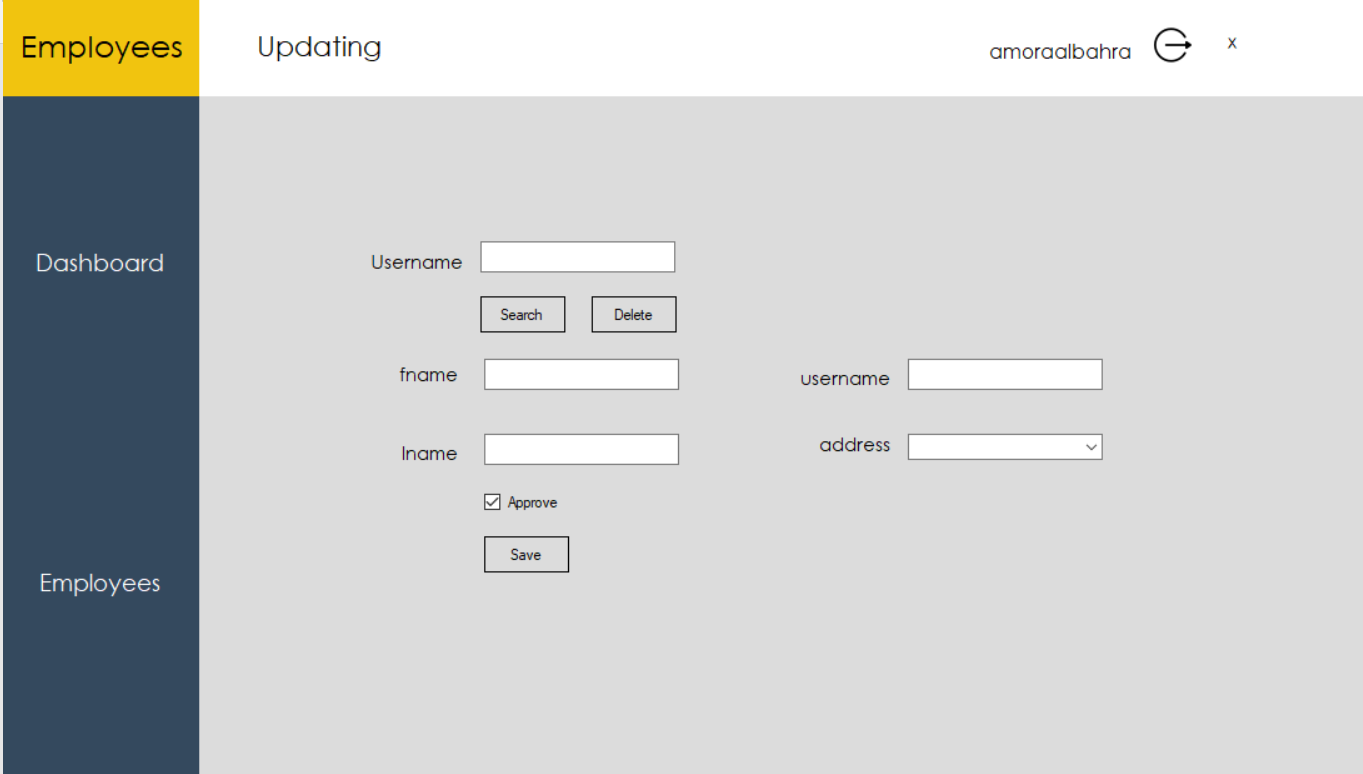 Employees
Updating
amoraalbahra
x
Dashboard
Username
Search
Delete
fname
username
lname
address
Approve
Save
Employees